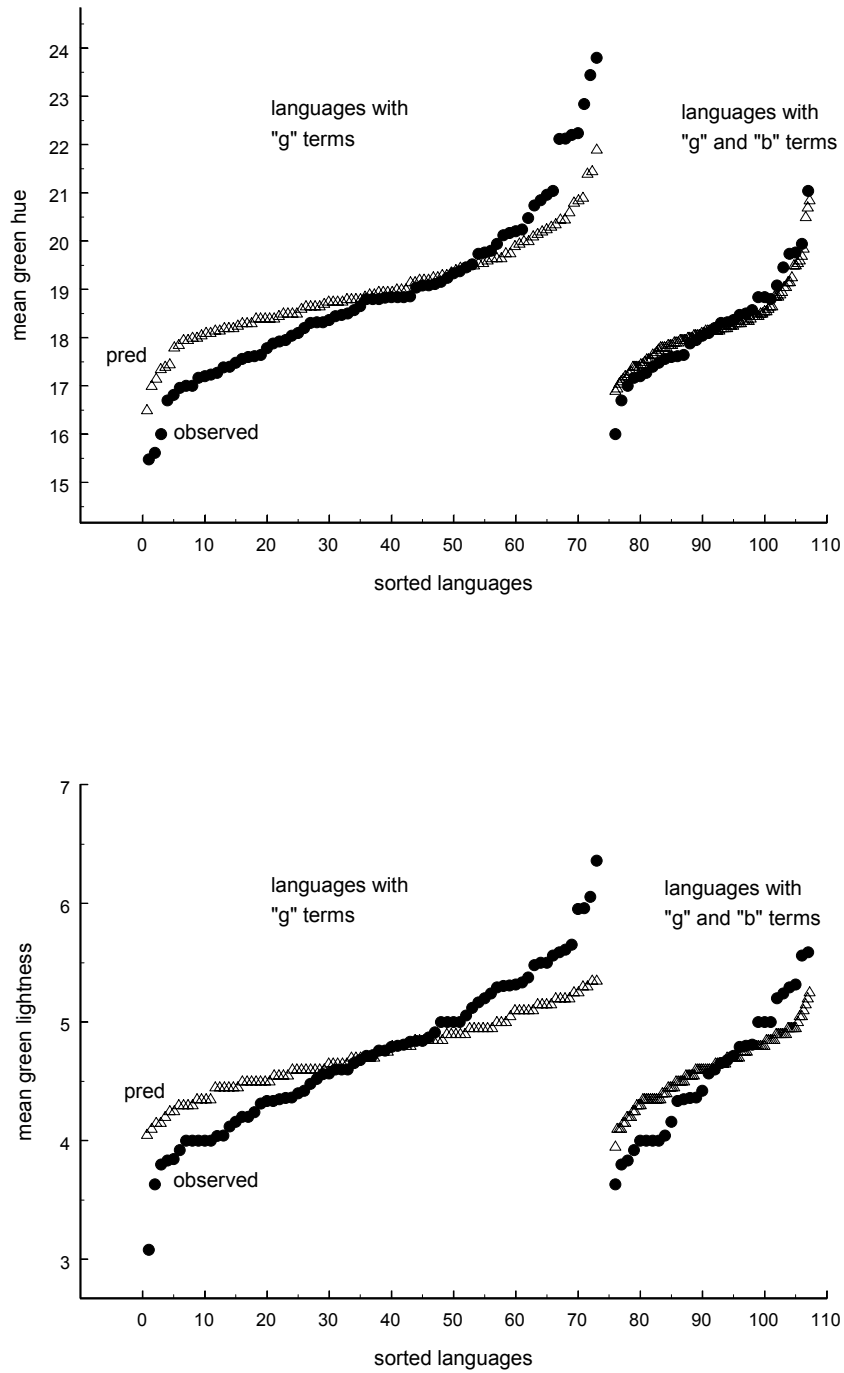 24
23
22
21
20
19
18
17
16
15
mean green hue
languages with
"g" terms
languages with
"g" and "b" terms
pred
observed
0 10 20 30 40 50 60 70 80 90 100 110
sorted languages
7
6
5
4
3
mean green lightness
languages with
"g" terms
languages with
"g" and "b" terms
pred
observed
0 10 20 30 40 50 60 70 80 90 100 110
sorted languages